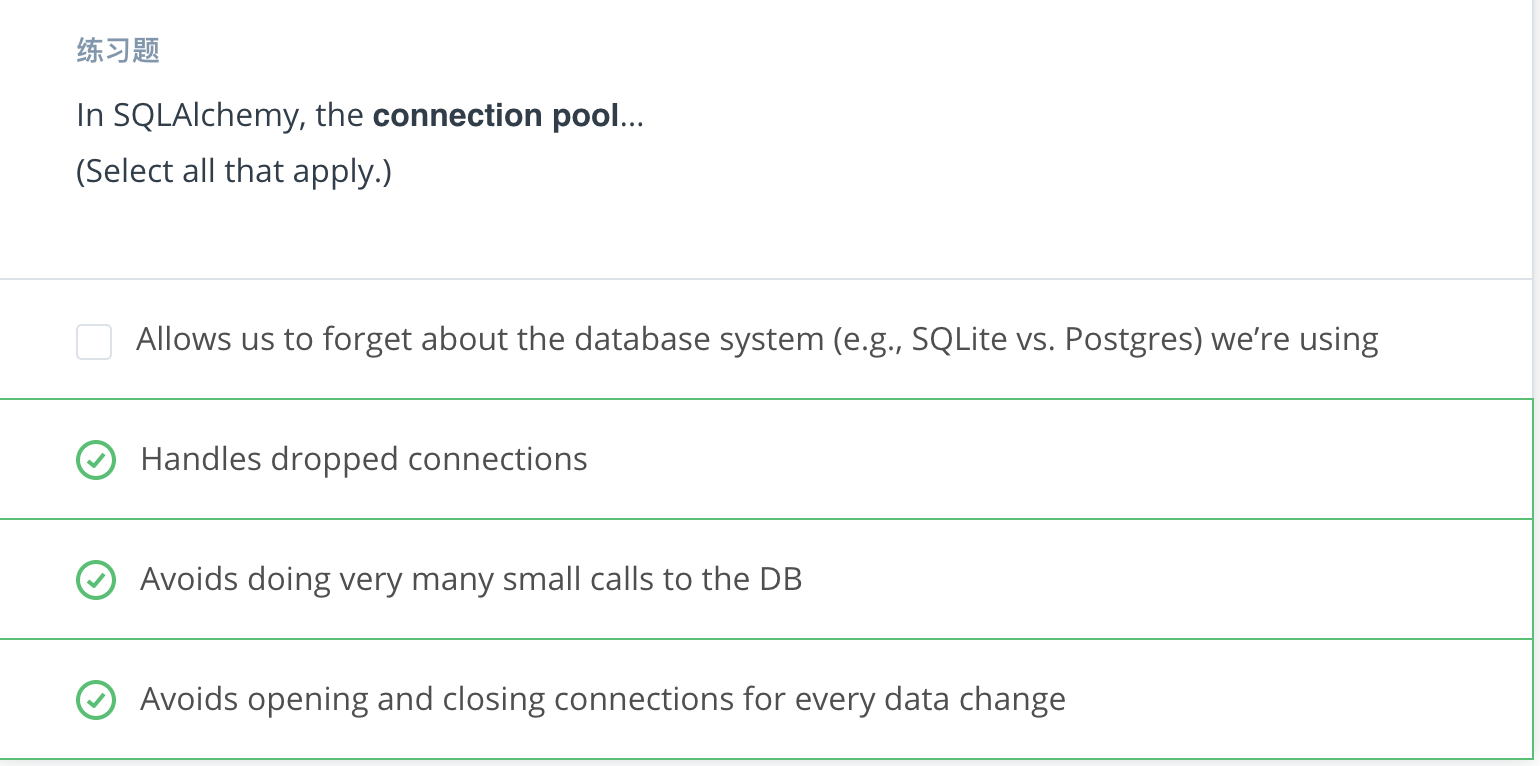 练习题
In SQLAlchemy, the connection pool...
(Select all that apply.)
Allows us to forget about the database system (e.g., SQLite vs. Postgres) we’re using
Handles dropped connections
Avoids doing very many small calls to the DB
Avoids opening and closing connections for every data change